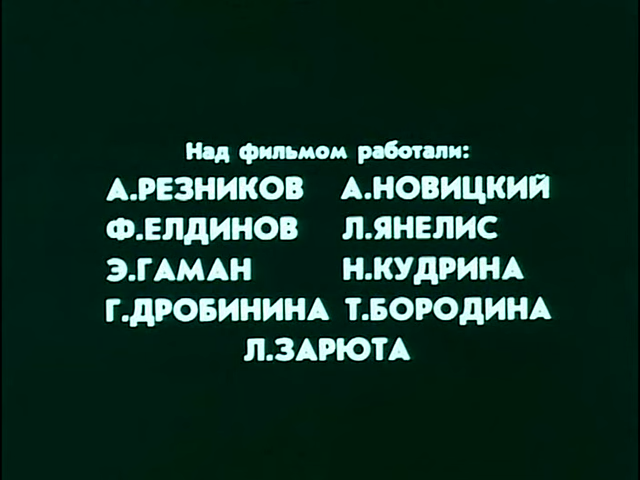 Над фильмом работали:
А.РЕЗНИКОВ А.НОВИЦКИЙ
Ф.ЕЛДИНОВ Л.ЯНЕЛИС
Э.ГАМАН Н.КУДРИНА
Г.ДРОБИНИНА Т.БОРОДИНА
Л.ЗАРЮТА